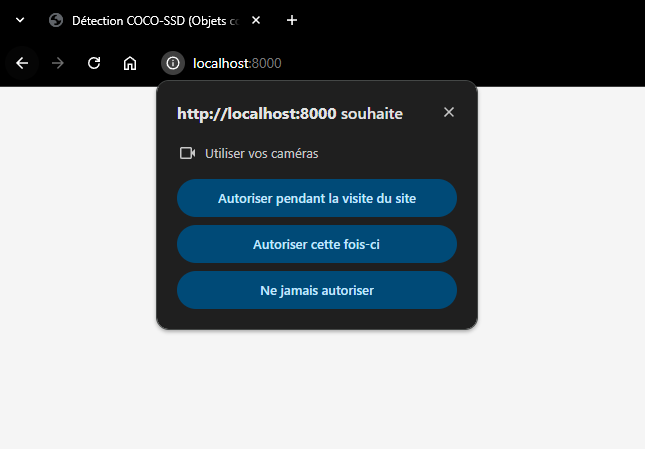 Détection COCO-SSD (Objets c
localhost:8000
http://localhost:8000 souhaite
Utiliser vos caméras
Autoriser pendant la visite du site
Autoriser cette fois-ci
Ne jamais autoriser